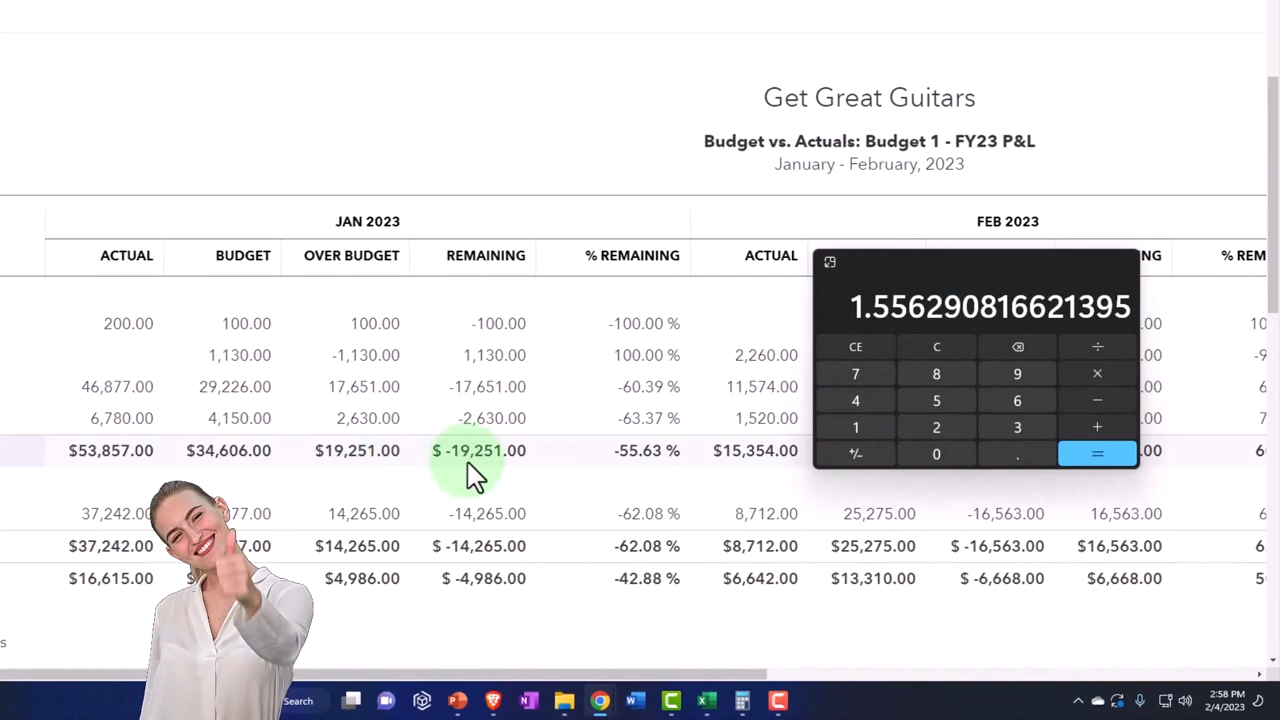 Get Great Guitars
Budget vs. Actuals: Budget 1 - FY23 P&L
January - February, 2023
JAN 2023 FEB 2023
ACTUAL BUDGET OVER BUDGET REMAINING % REMAINING ACTUAL % REM
200.00 100.00 100.00 -100.00 -100.00 %
1,130.00 -1,130.00 1,130.00 100.00 % 2,260.00
46,877.00 29,226.00 17,651.00 -17,651.00 -60.39 % 11,574.00
6,780.00 4,150.00 2,630.00 -2,630.00 -63.37 % 1,520.00
$53,857.00 $34,606.00 $19,251.00 $ -19,251.00 -55.63 % $15,354.00
1.556290816621395
CE C ÷
7 8 9 ×
4 5 6 −
1 2 3 +
+/- 0 . =
37,242.00 14,265.00 -14,265.00 -62.08 % 8,712.00 25,275.00 -16,563.00 16,563.00
$37,242.00 $14,265.00 $ -14,265.00 -62.08 % $8,712.00 $25,275.00 $ -16,563.00 $16,563.00
$16,615.00 $4,986.00 $ -4,986.00 -42.88 % $6,642.00 $13,310.00 $ -6,668.00 $6,668.00
Search
2:58 PM
2/4/2023